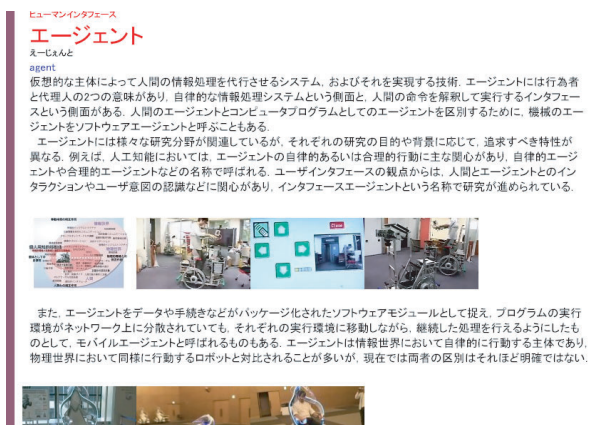 ヒューマンインタフェース
エージェント
えーじぇんと
agent
仮想的な主体によって人間の情報処理を代行させるシステム，およびそれを実現する技術．エージェントには行為者
と代理人の2つの意味があり，自律的な情報処理システムという側面と，人間の命令を解釈して実行するインタフェー
スという側面がある．人間のエージェントとコンピュータプログラムとしてのエージェントを区別するために，機械のエー
ジェントをソフトウェアエージェントと呼ぶこともある．
エージェントには様々な研究分野が関連しているが，それぞれの研究の目的や背景に応じて，追求すべき特性が
異なる．例えば，人工知能においては，エージェントの自律的あるいは合理的行動に主な関心があり，自律的エージ
ェントや合理的エージェントなどの名称で呼ばれる．ユーザインタフェースの観点からは，人間とエージェントとのイン
タラクションやユーザ意図の認識などに関心があり，インタフェースエージェントという名称で研究が進められている．
また，エージェントをデータや手続きなどがパッケージ化されたソフトウェアモジュールとして捉え，プログラムの実行
環境がネットワーク上に分散されていても，それぞれの実行環境に移動しながら，継続した処理を行えるようにしたも
のとして，モバイルエージェントと呼ばれるものもある．エージェントは情報世界において自律的に行動する主体であり，
物理世界において同様に行動するロボットと対比されることが多いが，現在では両者の区別はそれほど明確ではない．